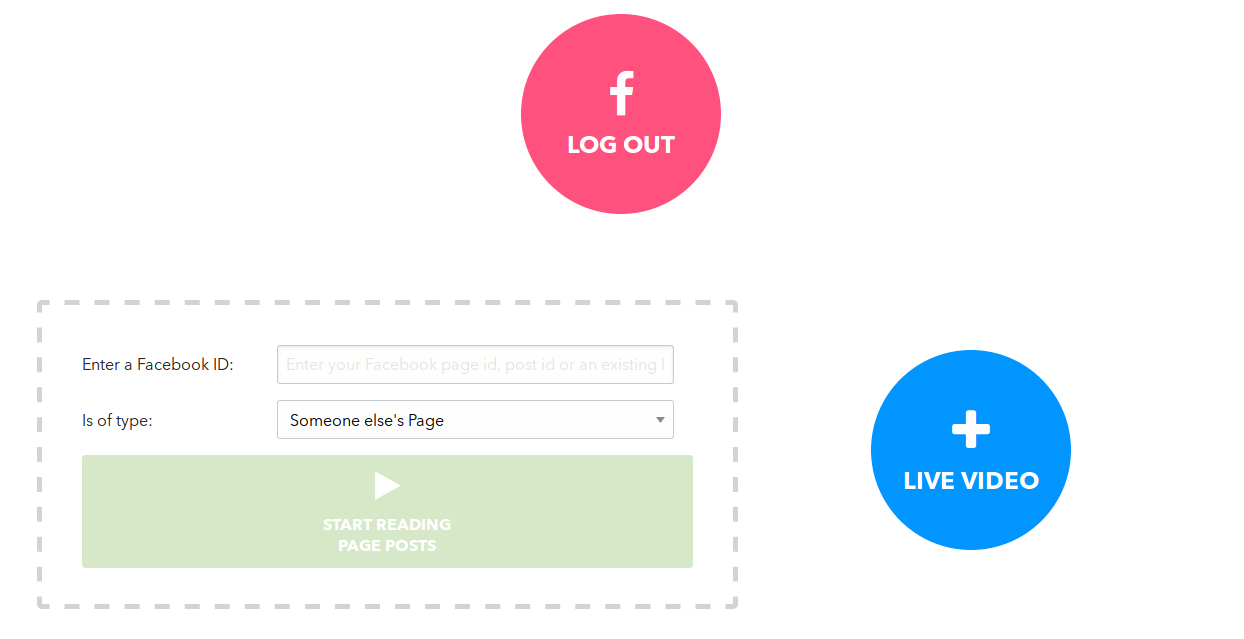 LOG OUT
Enter a Facebook ID:
Enter your Facebook page id, post id or an existing l
Is of type:
Someone else's Page
START READING
PAGE POSTS
LIVE VIDEO